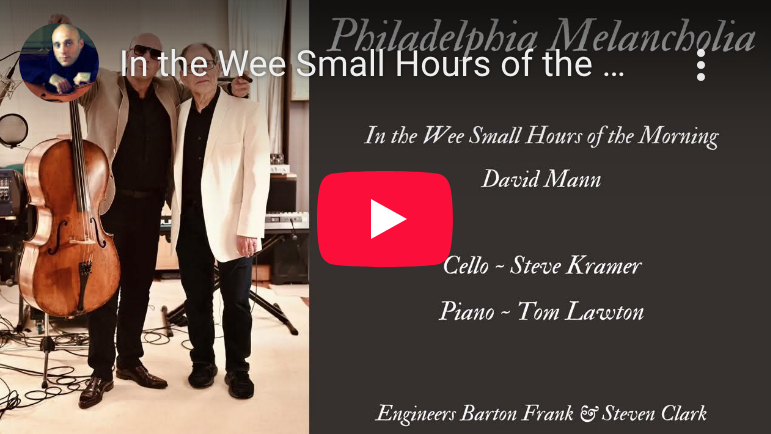 Philadelphia Melancholia
In the Wee Small Hours of the ...
In the Wee Small Hours of the Morning
David Mann
Cello ~ Steve Kramer
Piano ~ Tom Lawton
Engineers Barton Frank & Steven Clark